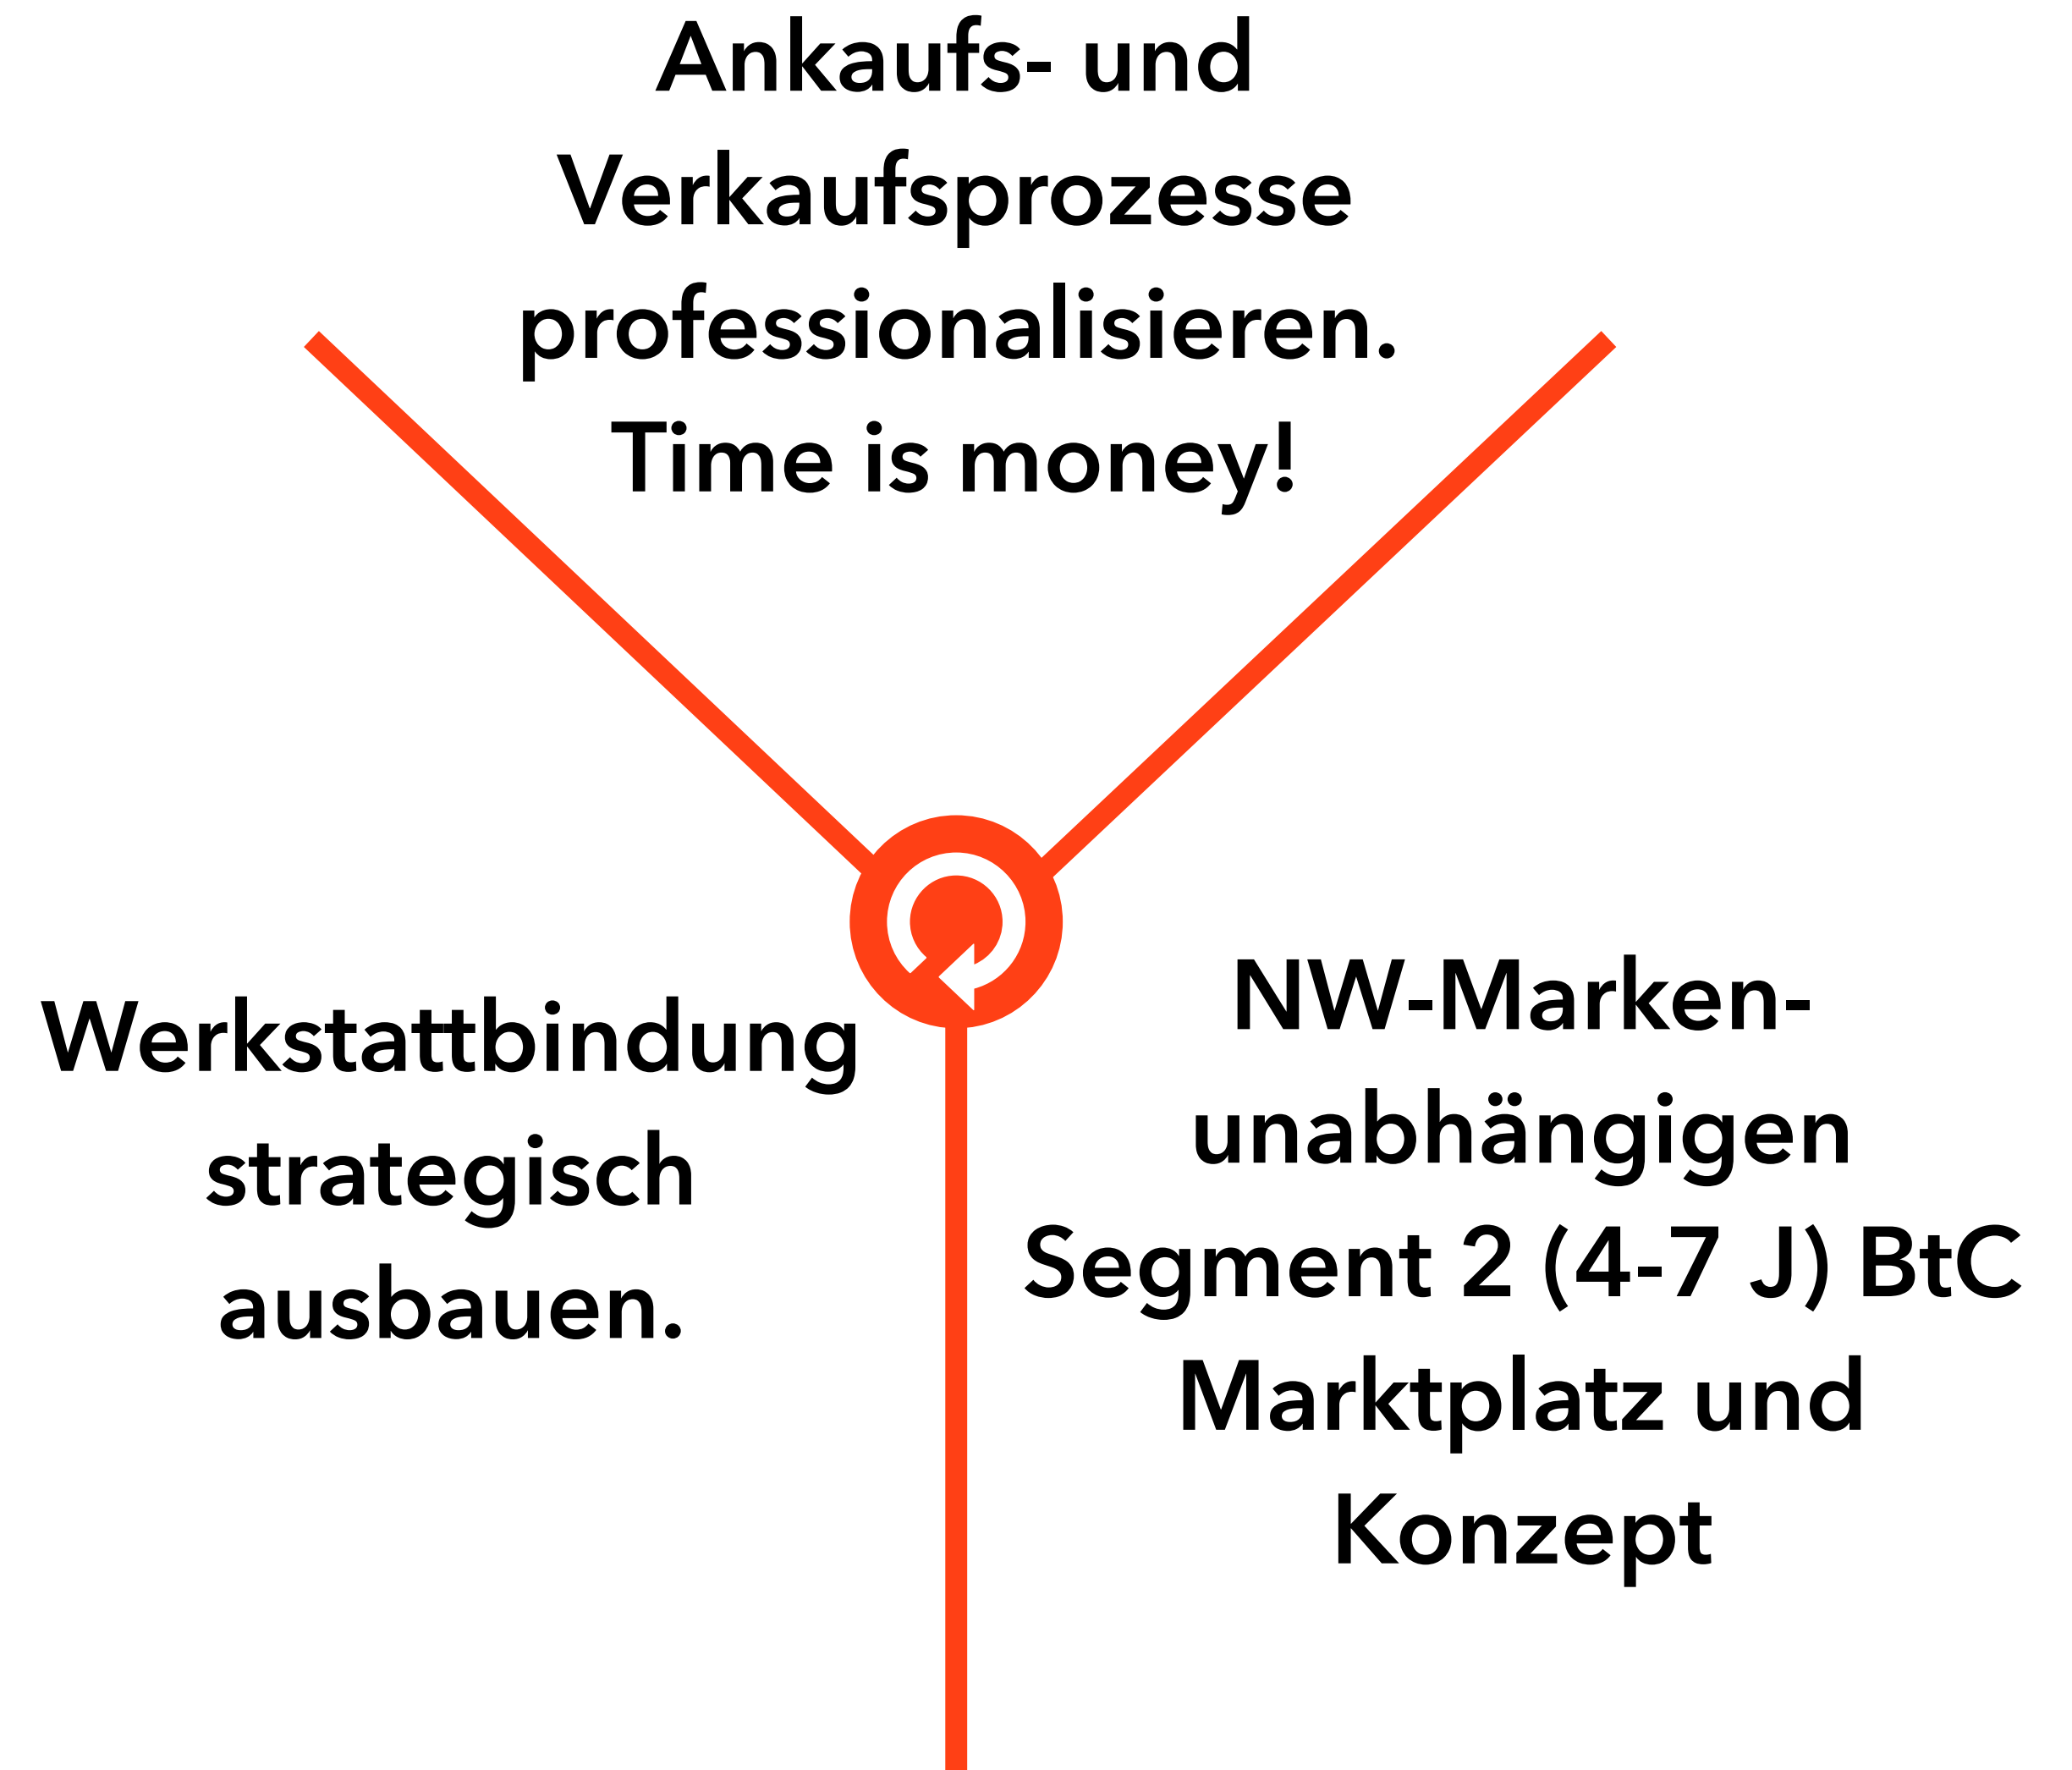 Ankaufs- und
Verkaufsprozesse
professionalisieren.
Time is money!
Werkstattbindung
strategisch
ausbauen.
NW-Marken-
unabhängigen
Segment 2 (4-7 J) BtC
Marktplatz und
Konzept